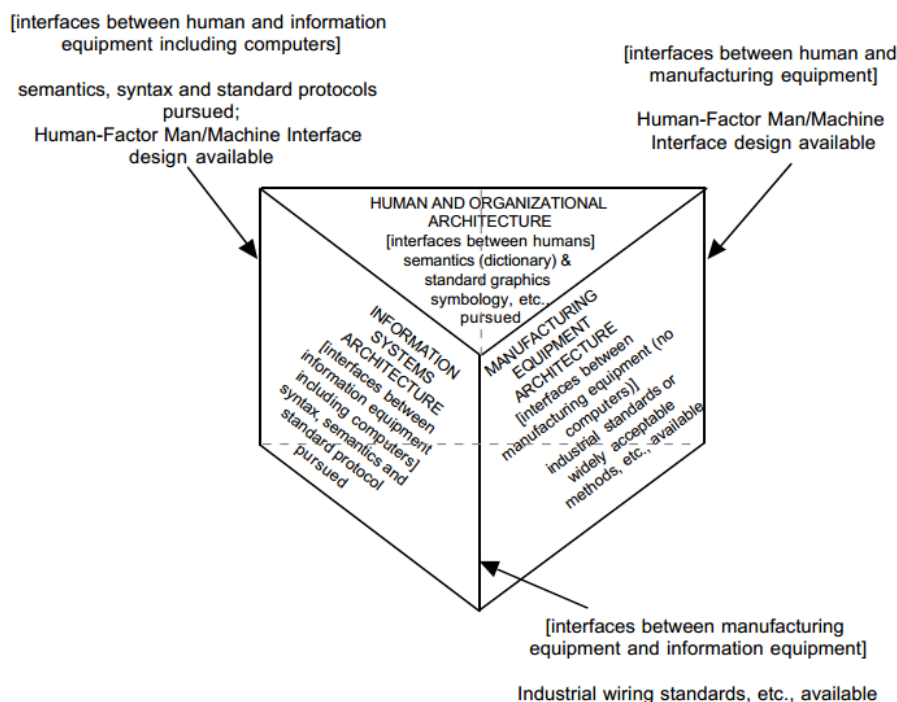 [interfaces between human and information
equipment including computers]
semantics, syntax and standard protocols
pursued;
Human-Factor Man/Machine Interface
design available
[interfaces between human and
manufacturing equipment]
Human-Factor Man/Machine
Interface design available
HUMAN AND ORGANIZATIONAL
ARCHITECTURE
[interfaces between humans]
semantics (dictionary) &
standard graphics
symbology, etc.,
pursued
INFORMATION
SYSTEMS
ARCHITECTURE
[interfaces between
information equipment
including computers]
syntax, semantics and
standard protocol
pursued
MANUFACTURING
EQUIPMENT
ARCHITECTURE
[interfaces between
manufacturing equipment (no
computers)]
industrial standards or
widely acceptable
methods, etc., available
[interfaces between manufacturing
equipment and information equipment]
Industrial wiring standards, etc., available